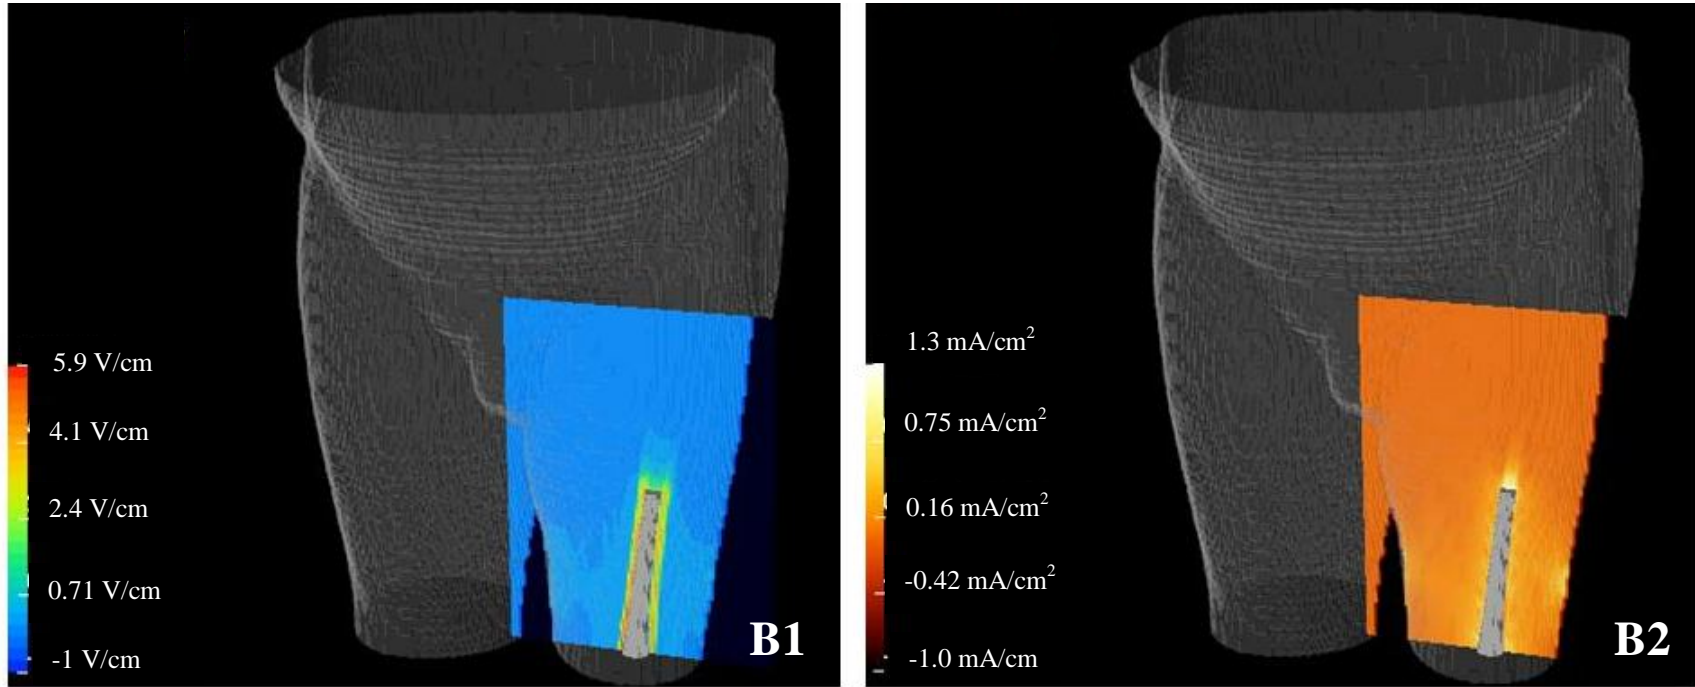 5.9 V/cm
4.1 V/cm
2.4 V/cm
0.71 V/cm
-1 V/cm
B1
1.3 mA/cm²
0.75 mA/cm²
0.16 mA/cm²
-0.42 mA/cm²
-1.0 mA/cm
B2